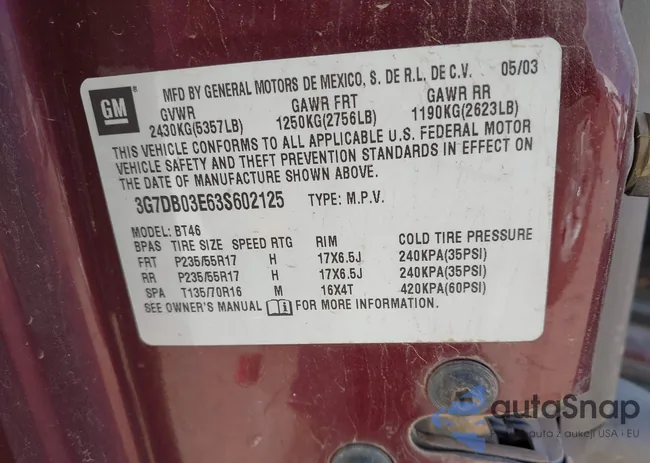 MFD BY GENERAL MOTORS DE MEXICO, S. DE R.L. DE C.V. 05/03
GM
GVWR GAWR FRT GAWR RR
2430KG(5357LB) 1250KG(2756LB) 1190KG(2623LB)
THIS VEHICLE CONFORMS TO ALL APPLICABLE U.S. FEDERAL MOTOR
VEHICLE SAFETY AND THEFT PREVENTION STANDARDS IN EFFECT ON
THE DATE OF MANUFACTURE SHOWN ABOVE.
3G7DB03E63S602125 TYPE: M.P.V.
MODEL: BT46
BPAS TIRE SIZE SPEED RTG RIM COLD TIRE PRESSURE
FRT P235/55R17 H 17X6.5J 240KPA(35PSI)
RR P235/55R17 H 17X6.5J 240KPA(35PSI)
SPA T135/70R16 M 16X4T 420KPA(60PSI)
SEE OWNER'S MANUAL FOR MORE INFORMATION.
autoSnap
auta z aukcji USA - EU